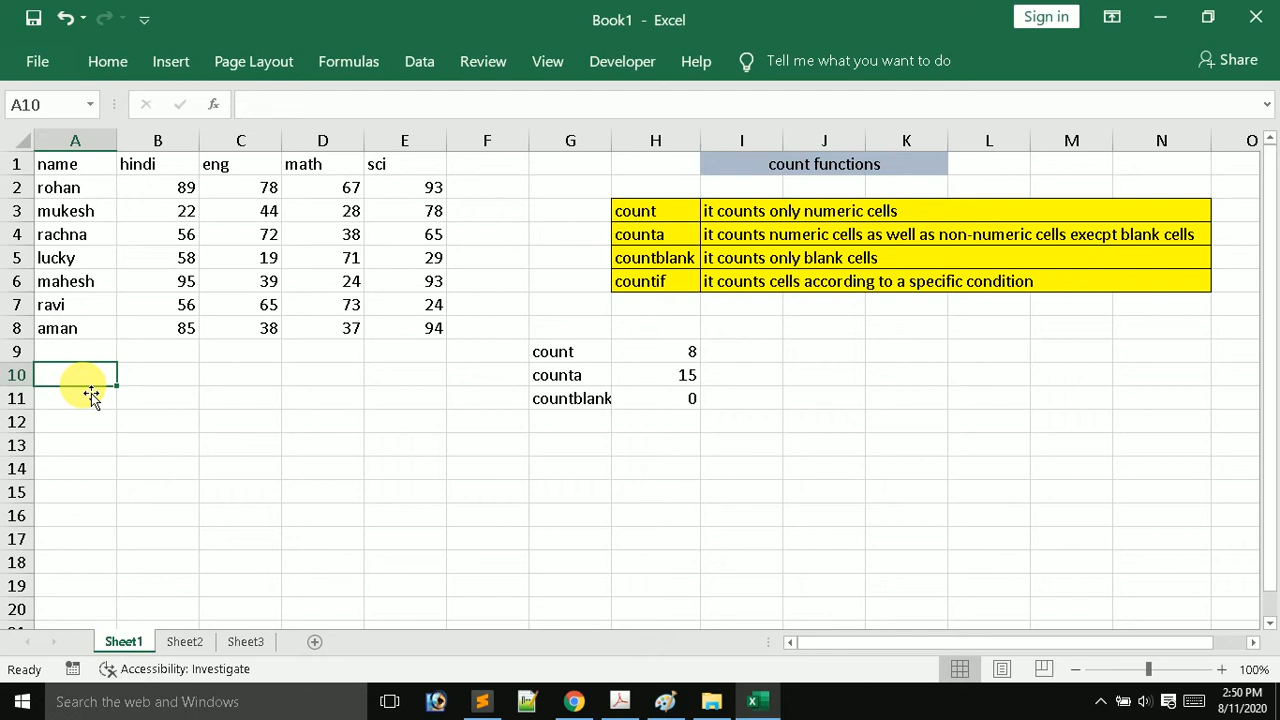 Book1 - Excel
Sign in
File Home Insert Page Layout Formulas Data Review View Developer Help Tell me what you want to do Share
A10
fx
A B C D E F G H I J K L M N O
1 name hindi eng math sci count functions
2 rohan 89 78 67 93
3 mukesh 22 44 28 78 count it counts only numeric cells
4 rachna 56 72 38 65 counta it counts numeric cells as well as non-numeric cells execpt blank cells
5 lucky 58 19 71 29 countblank it counts only blank cells
6 mahesh 95 39 24 93 countif it counts cells according to a specific condition
7 ravi 56 65 73 24
8 aman 85 38 37 94
9 count 8
10 counta 15
11 countblank 0
12
13
14
15
16
17
18
19
20
Sheet1 Sheet2 Sheet3
Ready Accessibility: Investigate 100%
Search the web and Windows
2:50 PM
8/11/2020